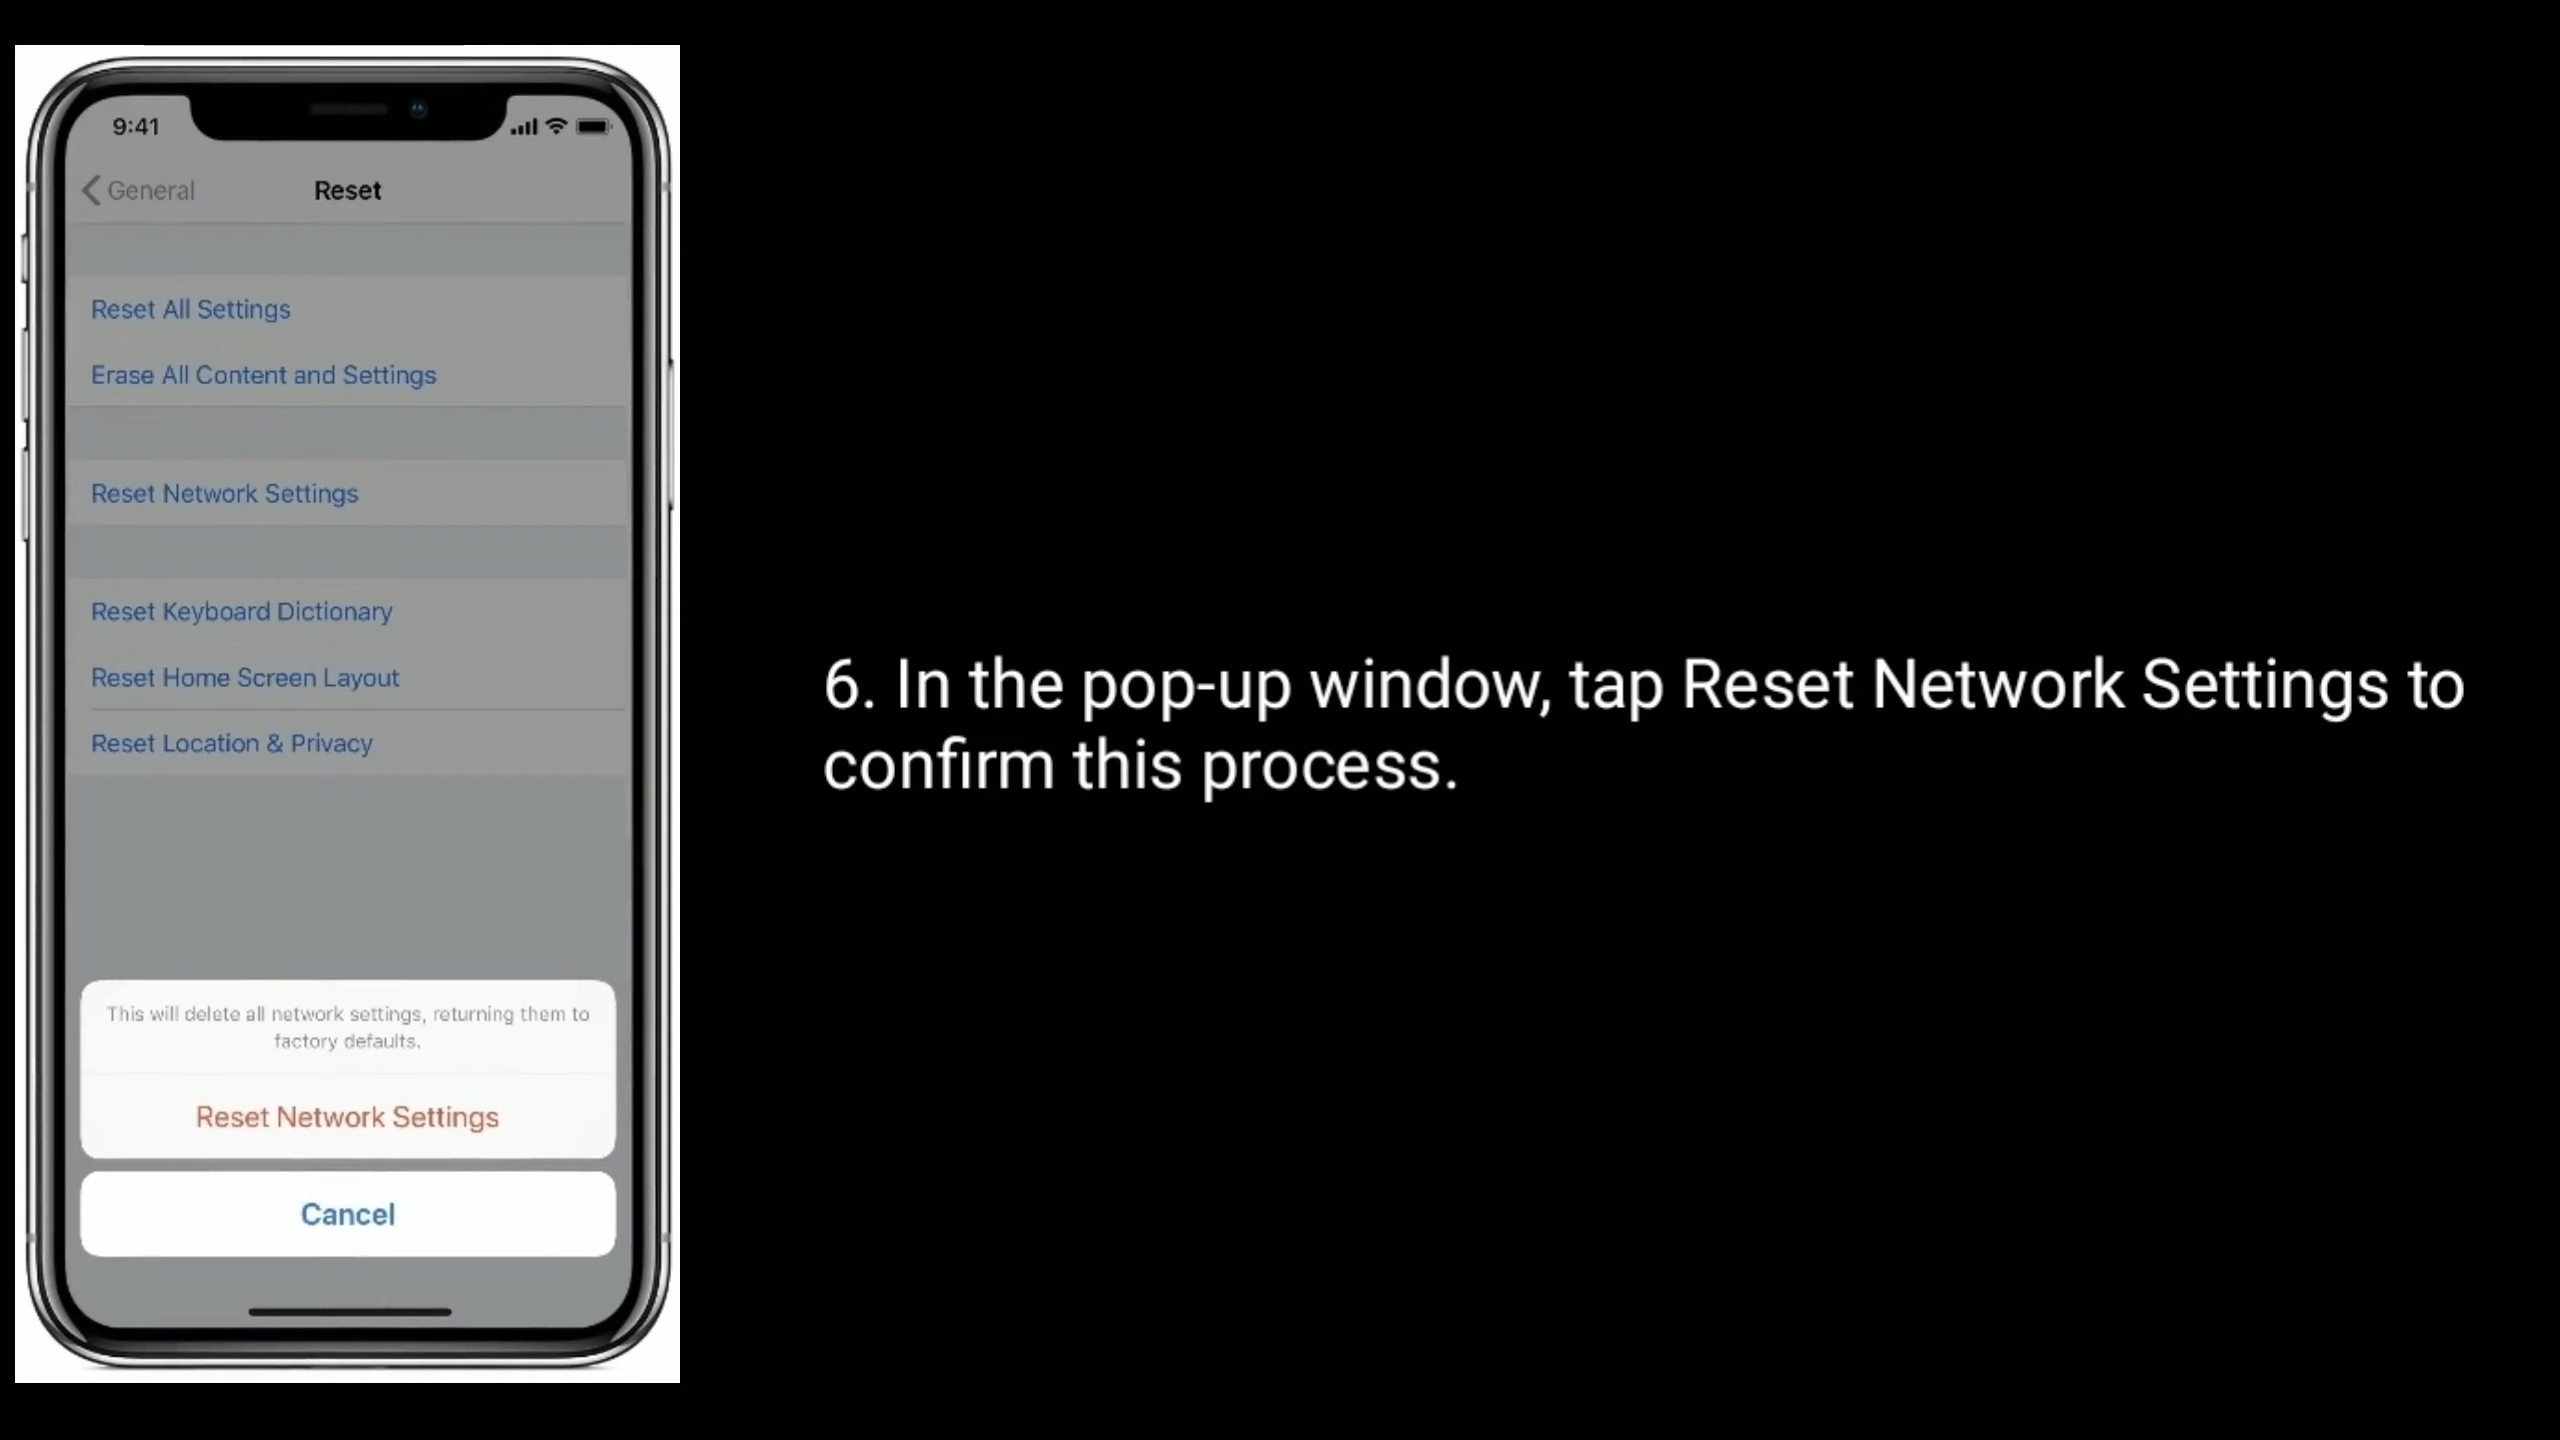 9:41
General
Reset
Reset All Settings
Erase All Content and Settings
Reset Network Settings
Reset Keyboard Dictionary
Reset Home Screen Layout
Reset Location & Privacy
This will delete all network settings, returning them to
factory defaults.
Reset Network Settings
Cancel
6. In the pop-up window, tap Reset Network Settings to
confirm this process.